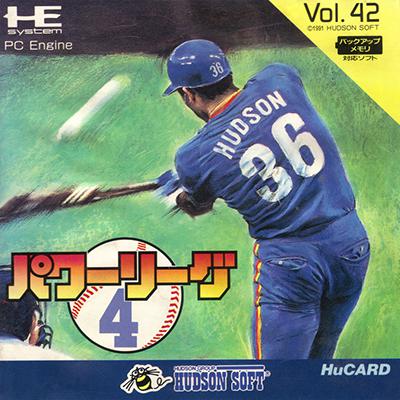 HE
system
PC Engine
Vol. 42
©1991 HUDSON SOFT
バックアップ
メモリ
対応ソフト
36
HUDSON
36
パワーリーグ
4
HUDSON GROUP
HUDSON SOFT®
HuCARD